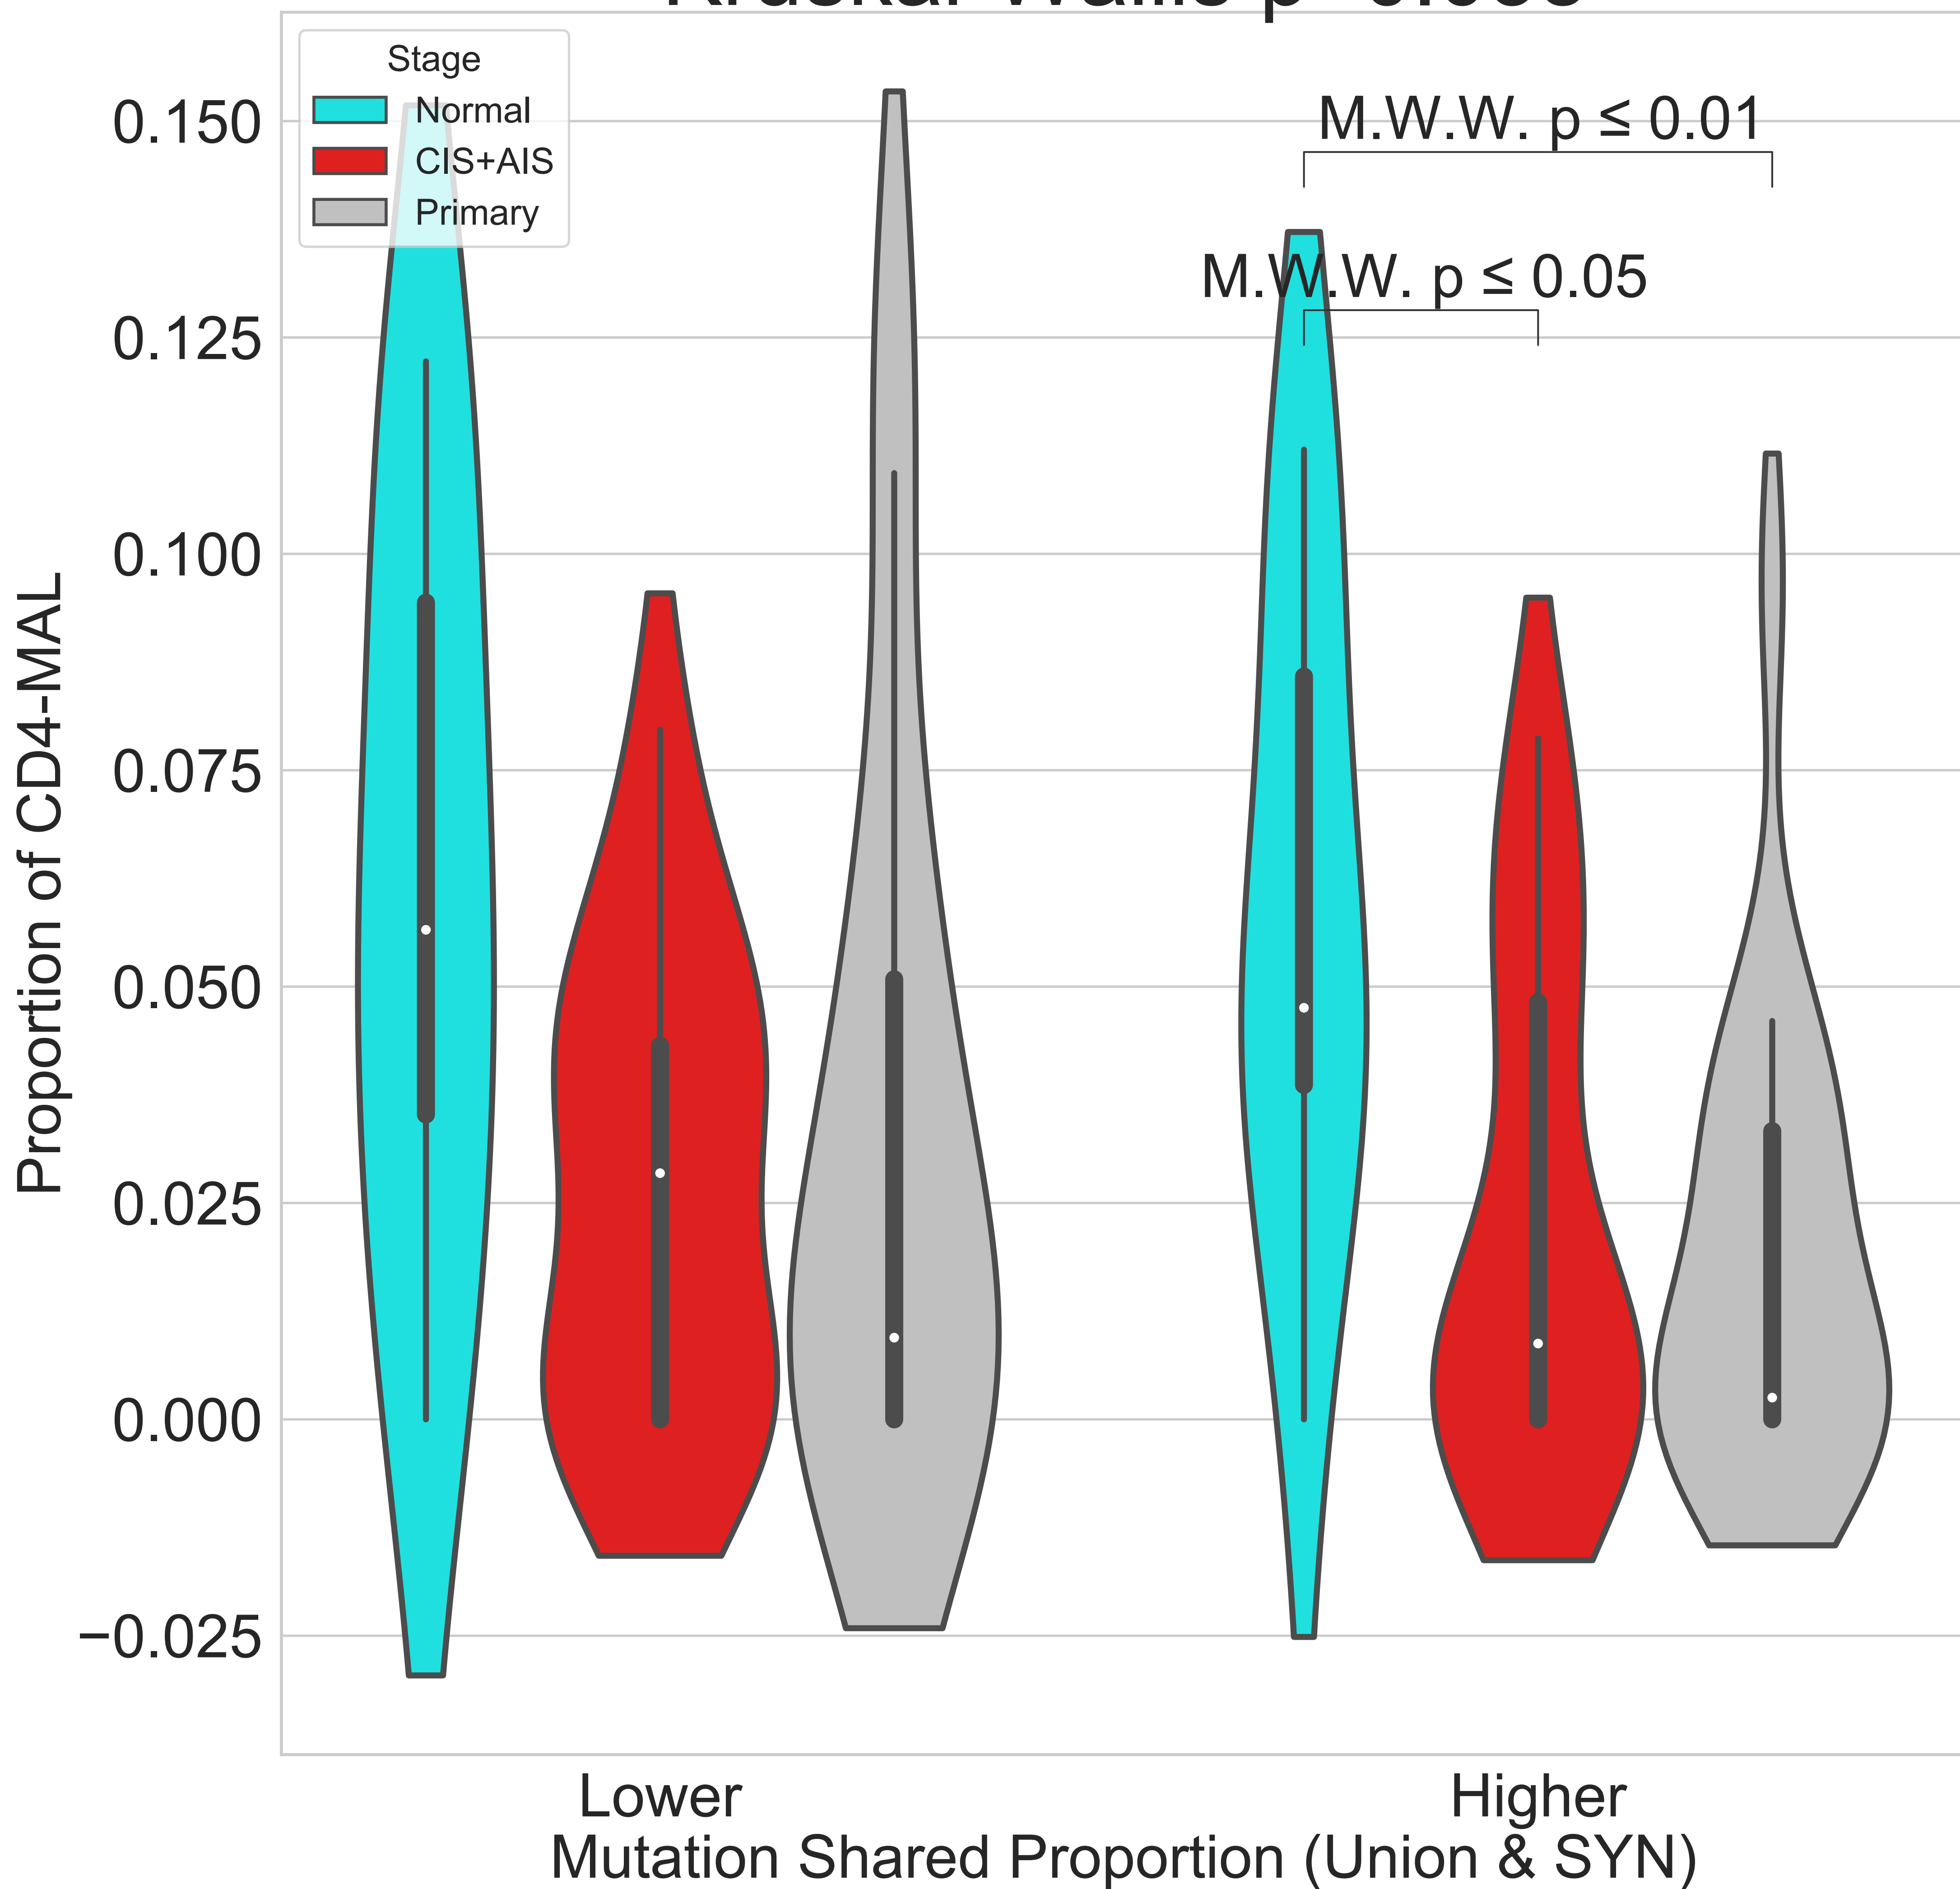 Stage
Normal
CIS+AIS
Primary
M.W.W. p ≤ 0.01
M.W.W. p ≤ 0.05
0.150
0.125
0.100
0.075
0.050
0.025
0.000
−0.025
Proportion of CD4-MAL
Lower
Higher
Mutation Shared Proportion (Union & SYN)